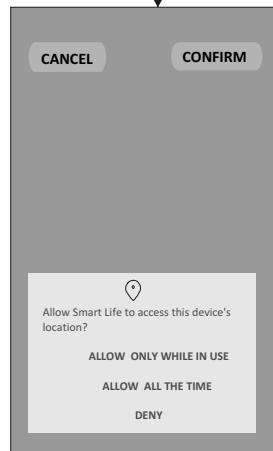 CANCEL
CONFIRM
Allow Smart Life to access this device's
location?
ALLOW ONLY WHILE IN USE
ALLOW ALL THE TIME
DENY